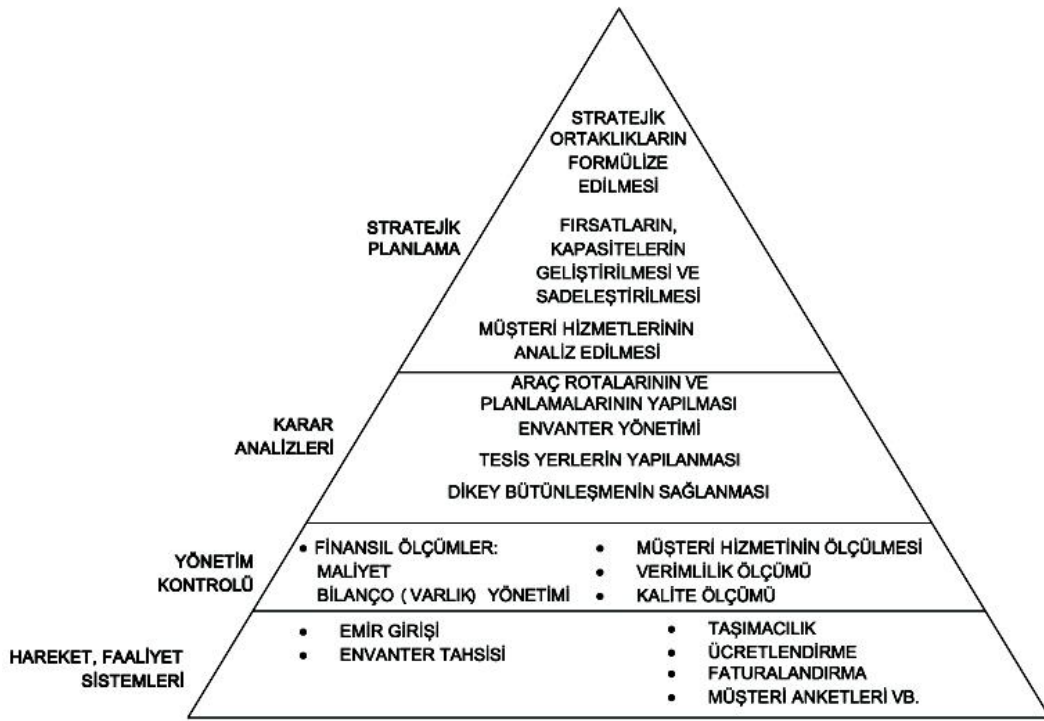 STRATEJİK
ORTAKLIKLARIN
FORMÜLİZE
EDİLMESİ
STRATEJİK
PLANLAMA
FIRSATLARIN,
KAPASİTELERİN
GELİŞTİRİLMESİ VE
SADELEŞTİRİLMESİ
MÜŞTERİ HİZMETLERİNİN
ANALİZ EDİLMESİ
KARAR
ANALİZLERİ
ARAÇ ROTALARININ VE
PLANLAMALARININ YAPILMASI
ENVANTER YÖNETİMİ
TESİS YERLERİN YAPILANMASI
DİKEY BÜTÜNLEŞMENİN SAĞLANMASI
YÖNETİM
KONTROLÜ
• FİNANSIL ÖLÇÜMLER:
MALİYET
BİLANÇO ( VARLIK) YÖNETİMİ
• MÜŞTERİ HİZMETİNİN ÖLÇÜLMESİ
• VERİMLİLİK ÖLÇÜMÜ
• KALİTE ÖLÇÜMÜ
HAREKET, FAALİYET
SİSTEMLERİ
• EMİR GİRİŞİ
• ENVANTER TAHSİSİ
• TAŞIMACILIK
• ÜCRETLENDİRME
• FATURALANDIRMA
• MÜŞTERİ ANKETLERİ VB.